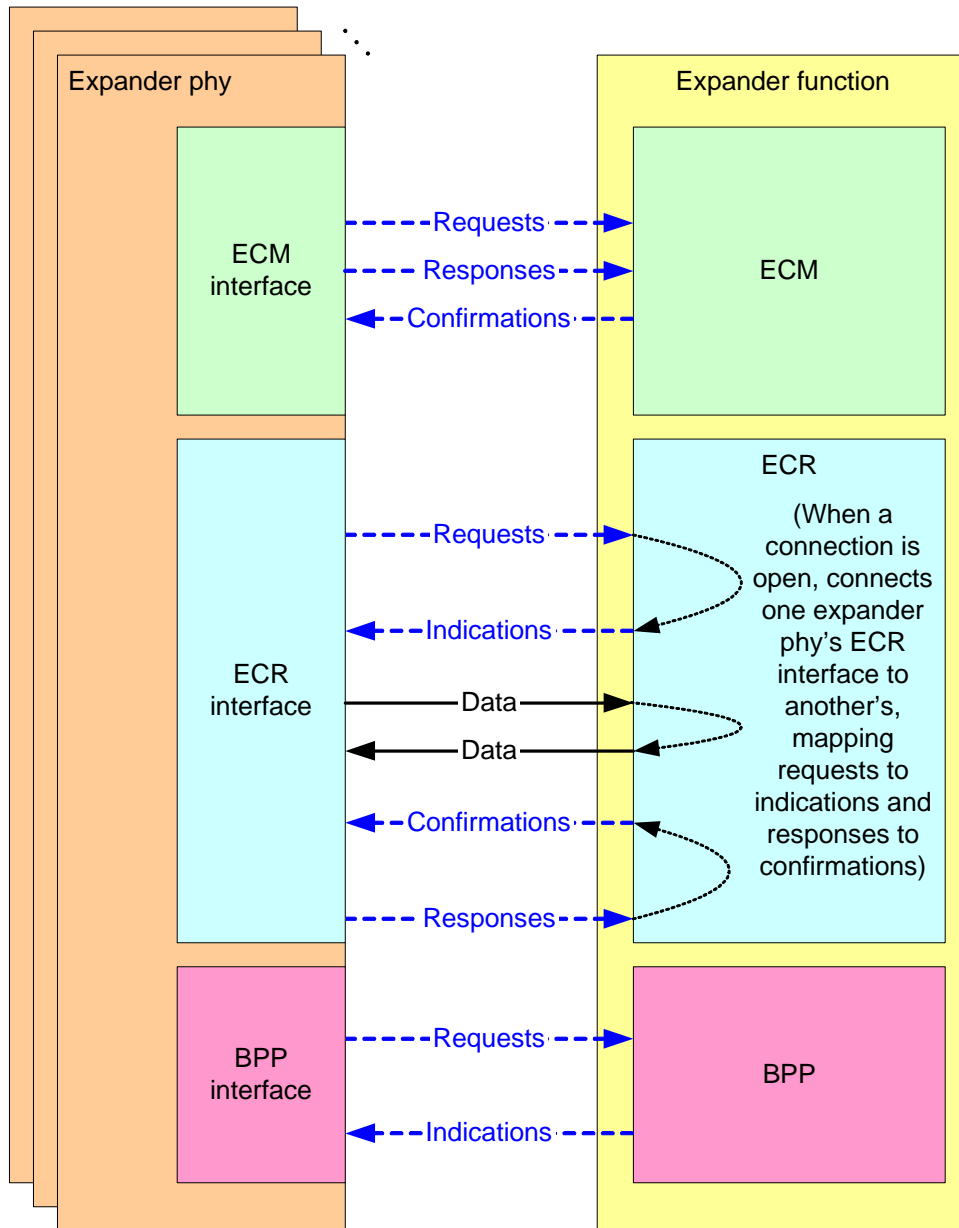 Expander phy
Expander function
ECM
interface
Requests
Responses
Confirmations
ECM
ECR
interface
Requests
Indications
Data
Data
Confirmations
Responses
ECR
(When a
connection is
open, connects
one expander
phy's ECR
interface to
another's,
mapping
requests to
indications and
responses to
confirmations)
BPP
interface
Requests
Indications
BPP